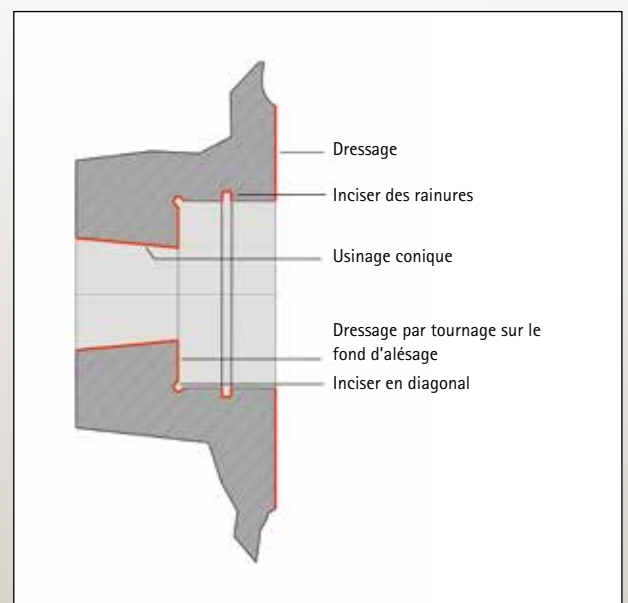 Dressage
Inciser des rainures
Usinage conique
Dressage par tournage sur le
fond d'alésage
Inciser en diagonal